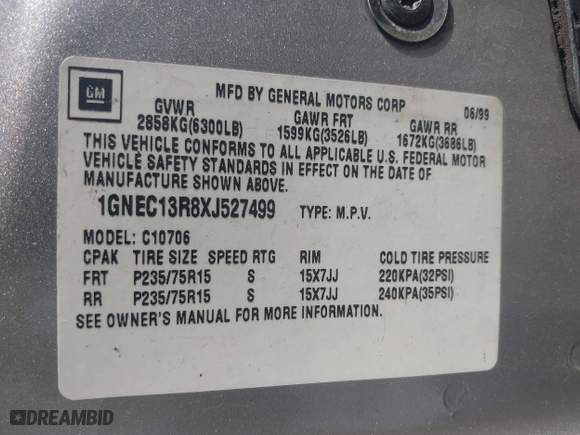 GM
MFD BY GENERAL MOTORS CORP 06/99
GVWR GAWR FRT GAWR RR
2858KG(6300LB) 1599KG(3526LB) 1672KG(3686LB)
THIS VEHICLE CONFORMS TO ALL APPLICABLE U.S. FEDERAL MOTOR
VEHICLE SAFETY STANDARDS IN EFFECT ON THE DATE OF
MANUFACTURE SHOWN ABOVE.
1GNEC13R8XJ527499 TYPE: M.P.V.
MODEL: C10706
CPAK TIRE SIZE SPEED RTG RIM COLD TIRE PRESSURE
FRT P235/75R15 S 15X7JJ 220KPA(32PSI)
RR P235/75R15 S 15X7JJ 240KPA(35PSI)
SEE OWNER'S MANUAL FOR MORE INFORMATION.
DREAMBID